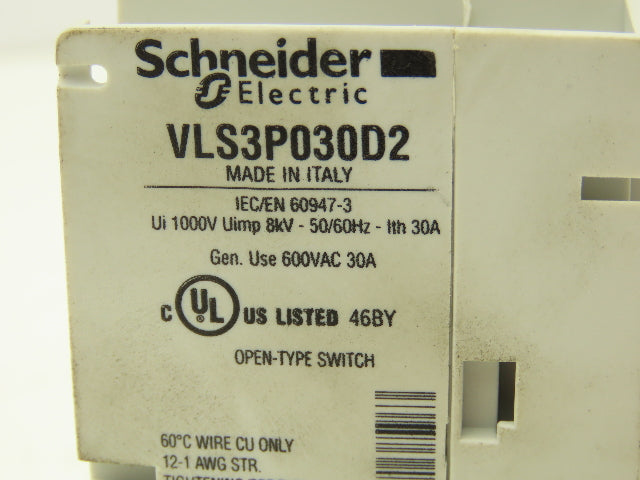 Schneider
Electric
VLS3P030D2
MADE IN ITALY
IEC/EN 60947-3
Ui 1000V Uimp 8kV - 50/60Hz - Ith 30A
Gen. Use 600VAC 30A
C UL US LISTED 46BY
OPEN-TYPE SWITCH
60°C WIRE CU ONLY
12-1 AWG STR.